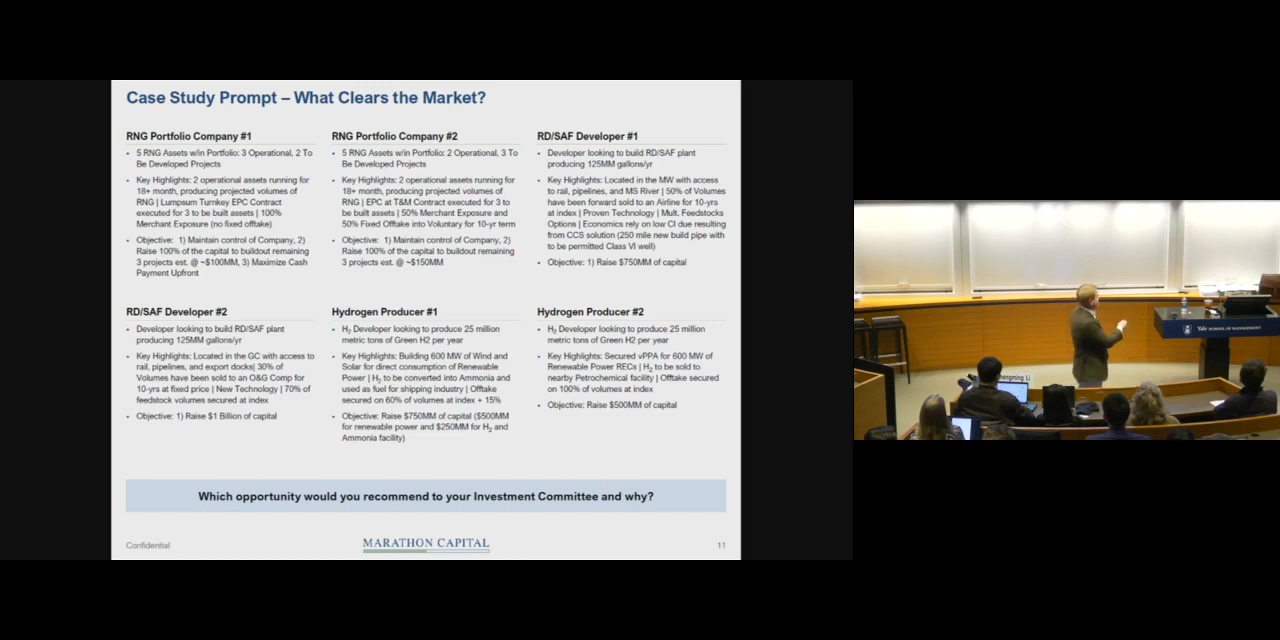 Case Study Prompt – What Clears the Market?
RNG Portfolio Company #1
• 5 RNG Assets w/in Portfolio: 3 Operational, 2 To
Be Developed Projects
• Key Highlights: 2 operational assets running for
18+ month, producing projected volumes of
RNG | Lumpsum Turnkey EPC Contract
executed for 3 to be built assets | 100%
Merchant Exposure (no fixed offtake)
• Objective: 1) Maintain control of Company, 2)
Raise 100% of the capital to buildout remaining
3 projects est. @ ~$100MM, 3) Maximize Cash
Payment Upfront
RNG Portfolio Company #2
• 5 RNG Assets w/in Portfolio: 2 Operational, 3 To
Be Developed Projects
• Key Highlights: 2 operational assets running for
18+ month, producing projected volumes of
RNG | EPC at T&M Contract executed for 3 to
be built assets | 50% Merchant Exposure and
50% Fixed Offtake into Voluntary for 10-yr term
• Objective: 1) Maintain control of Company, 2)
Raise 100% of the capital to buildout remaining
3 projects est. @ ~$150MM
RD/SAF Developer #1
• Developer looking to build RD/SAF plant
producing 125MM gallons/yr
• Key Highlights: Located in the MW with access
to rail, pipelines, and MS River | 50% of Volumes
have been forward sold to an Airline for 10-yrs
at index | Proven Technology | Mult. Feedstocks
Options | Economics rely on low CI due resulting
from CCS solution (250 mile new build pipe with
to be permitted Class VI well)
• Objective: 1) Raise $750MM of capital
RD/SAF Developer #2
• Developer looking to build RD/SAF plant
producing 125MM gallons/yr
• Key Highlights: Located in the GC with access to
rail, pipelines, and export docks| 30% of
Volumes have been sold to an O&G Comp for
10-yrs at fixed price | New Technology | 70% of
feedstock volumes secured at index
• Objective: 1) Raise $1 Billion of capital
Hydrogen Producer #1
• H2 Developer looking to produce 25 million
metric tons of Green H2 per year
• Key Highlights: Building 600 MW of Wind and
Solar for direct consumption of Renewable
Power | H2 to be converted into Ammonia and
used as fuel for shipping industry | Offtake
secured on 60% of volumes at index + 15%
• Objective: Raise $750MM of capital ($500MM
for renewable power and $250MM for H2 and
Ammonia facility)
Hydrogen Producer #2
• H2 Developer looking to produce 25 million
metric tons of Green H2 per year
• Key Highlights: Secured vPPA for 600 MW of
Renewable Power RECs | H2 to be sold to
nearby Petrochemical facility | Offtake secured
on 100% of volumes at index
• Objective: Raise $500MM of capital
Which opportunity would you recommend to your Investment Committee and why?
Confidential
MARATHON CAPITAL
11
Yale SCHOOL OF MANAGEMENT